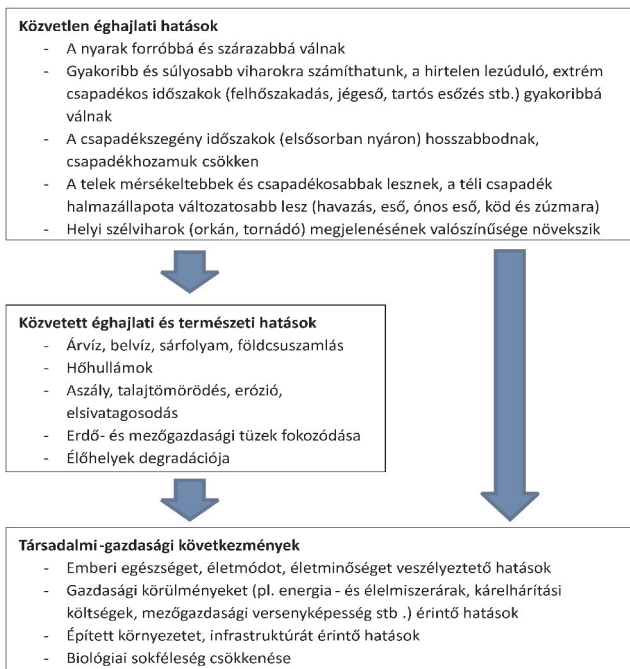 Közvetlen éghajlati hatások
- A nyarak forróbbá és szárazabbá válnak
- Gyakoribb és súlyosabb viharokra számíthatunk, a hirtelen lezúduló, extrém
csapadékos időszakok (felhőszakadás, jégeső, tartós esőzés stb.) gyakoribbá
válnak
- A csapadékszegény időszakok (elsősorban nyáron) hosszabbodnak,
csapadékhozamuk csökken
- A telek mérsékeltebbek és csapadékosabbak lesznek, a téli csapadék
halmazállapota változatosabb lesz (havazás, eső, ónos eső, köd és zúzmara)
- Helyi szélviharok (orkán, tornádó) megjelenésének valószínűsége növekszik
Közvetett éghajlati és természeti hatások
- Árvíz, belvíz, sárfolyam, földcsuszamlás
- Hőhullámok
- Aszály, talajtömörödés, erózió,
elsivatagosodás
- Erdő- és mezőgazdasági tüzek fokozódása
- Élőhelyek degradációja
Társadalmi-gazdasági következmények
- Emberi egészséget, életmódot, életminőséget veszélyeztető hatások
- Gazdasági körülményeket (pl. energia- és élelmiszerárak, kárelhárítási
költségek, mezőgazdasági versenyképesség stb .) érintő hatások
- Épített környezetet, infrastruktúrát érintő hatások
- Biológiai sokféleség csökkenése